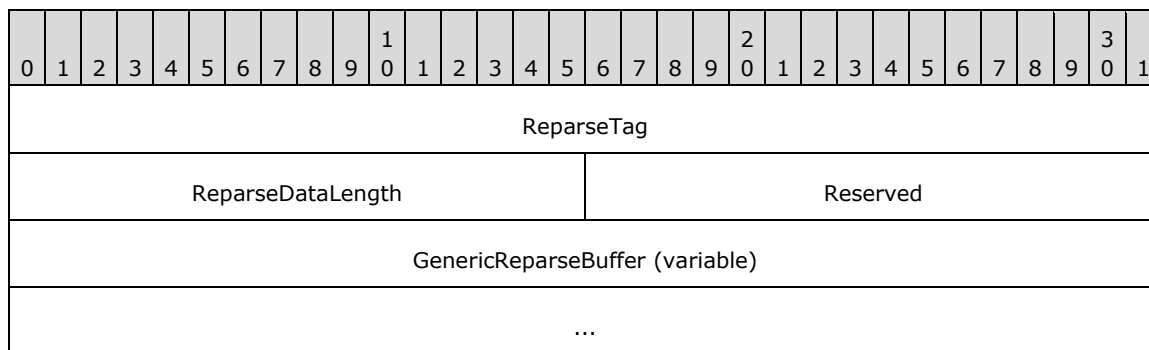 1 2 3
0 1 2 3 4 5 6 7 8 9 0 1 2 3 4 5 6 7 8 9 0 1 2 3 4 5 6 7 8 9 0 1
ReparseTag
ReparseDataLength Reserved
GenericReparseBuffer (variable)
...